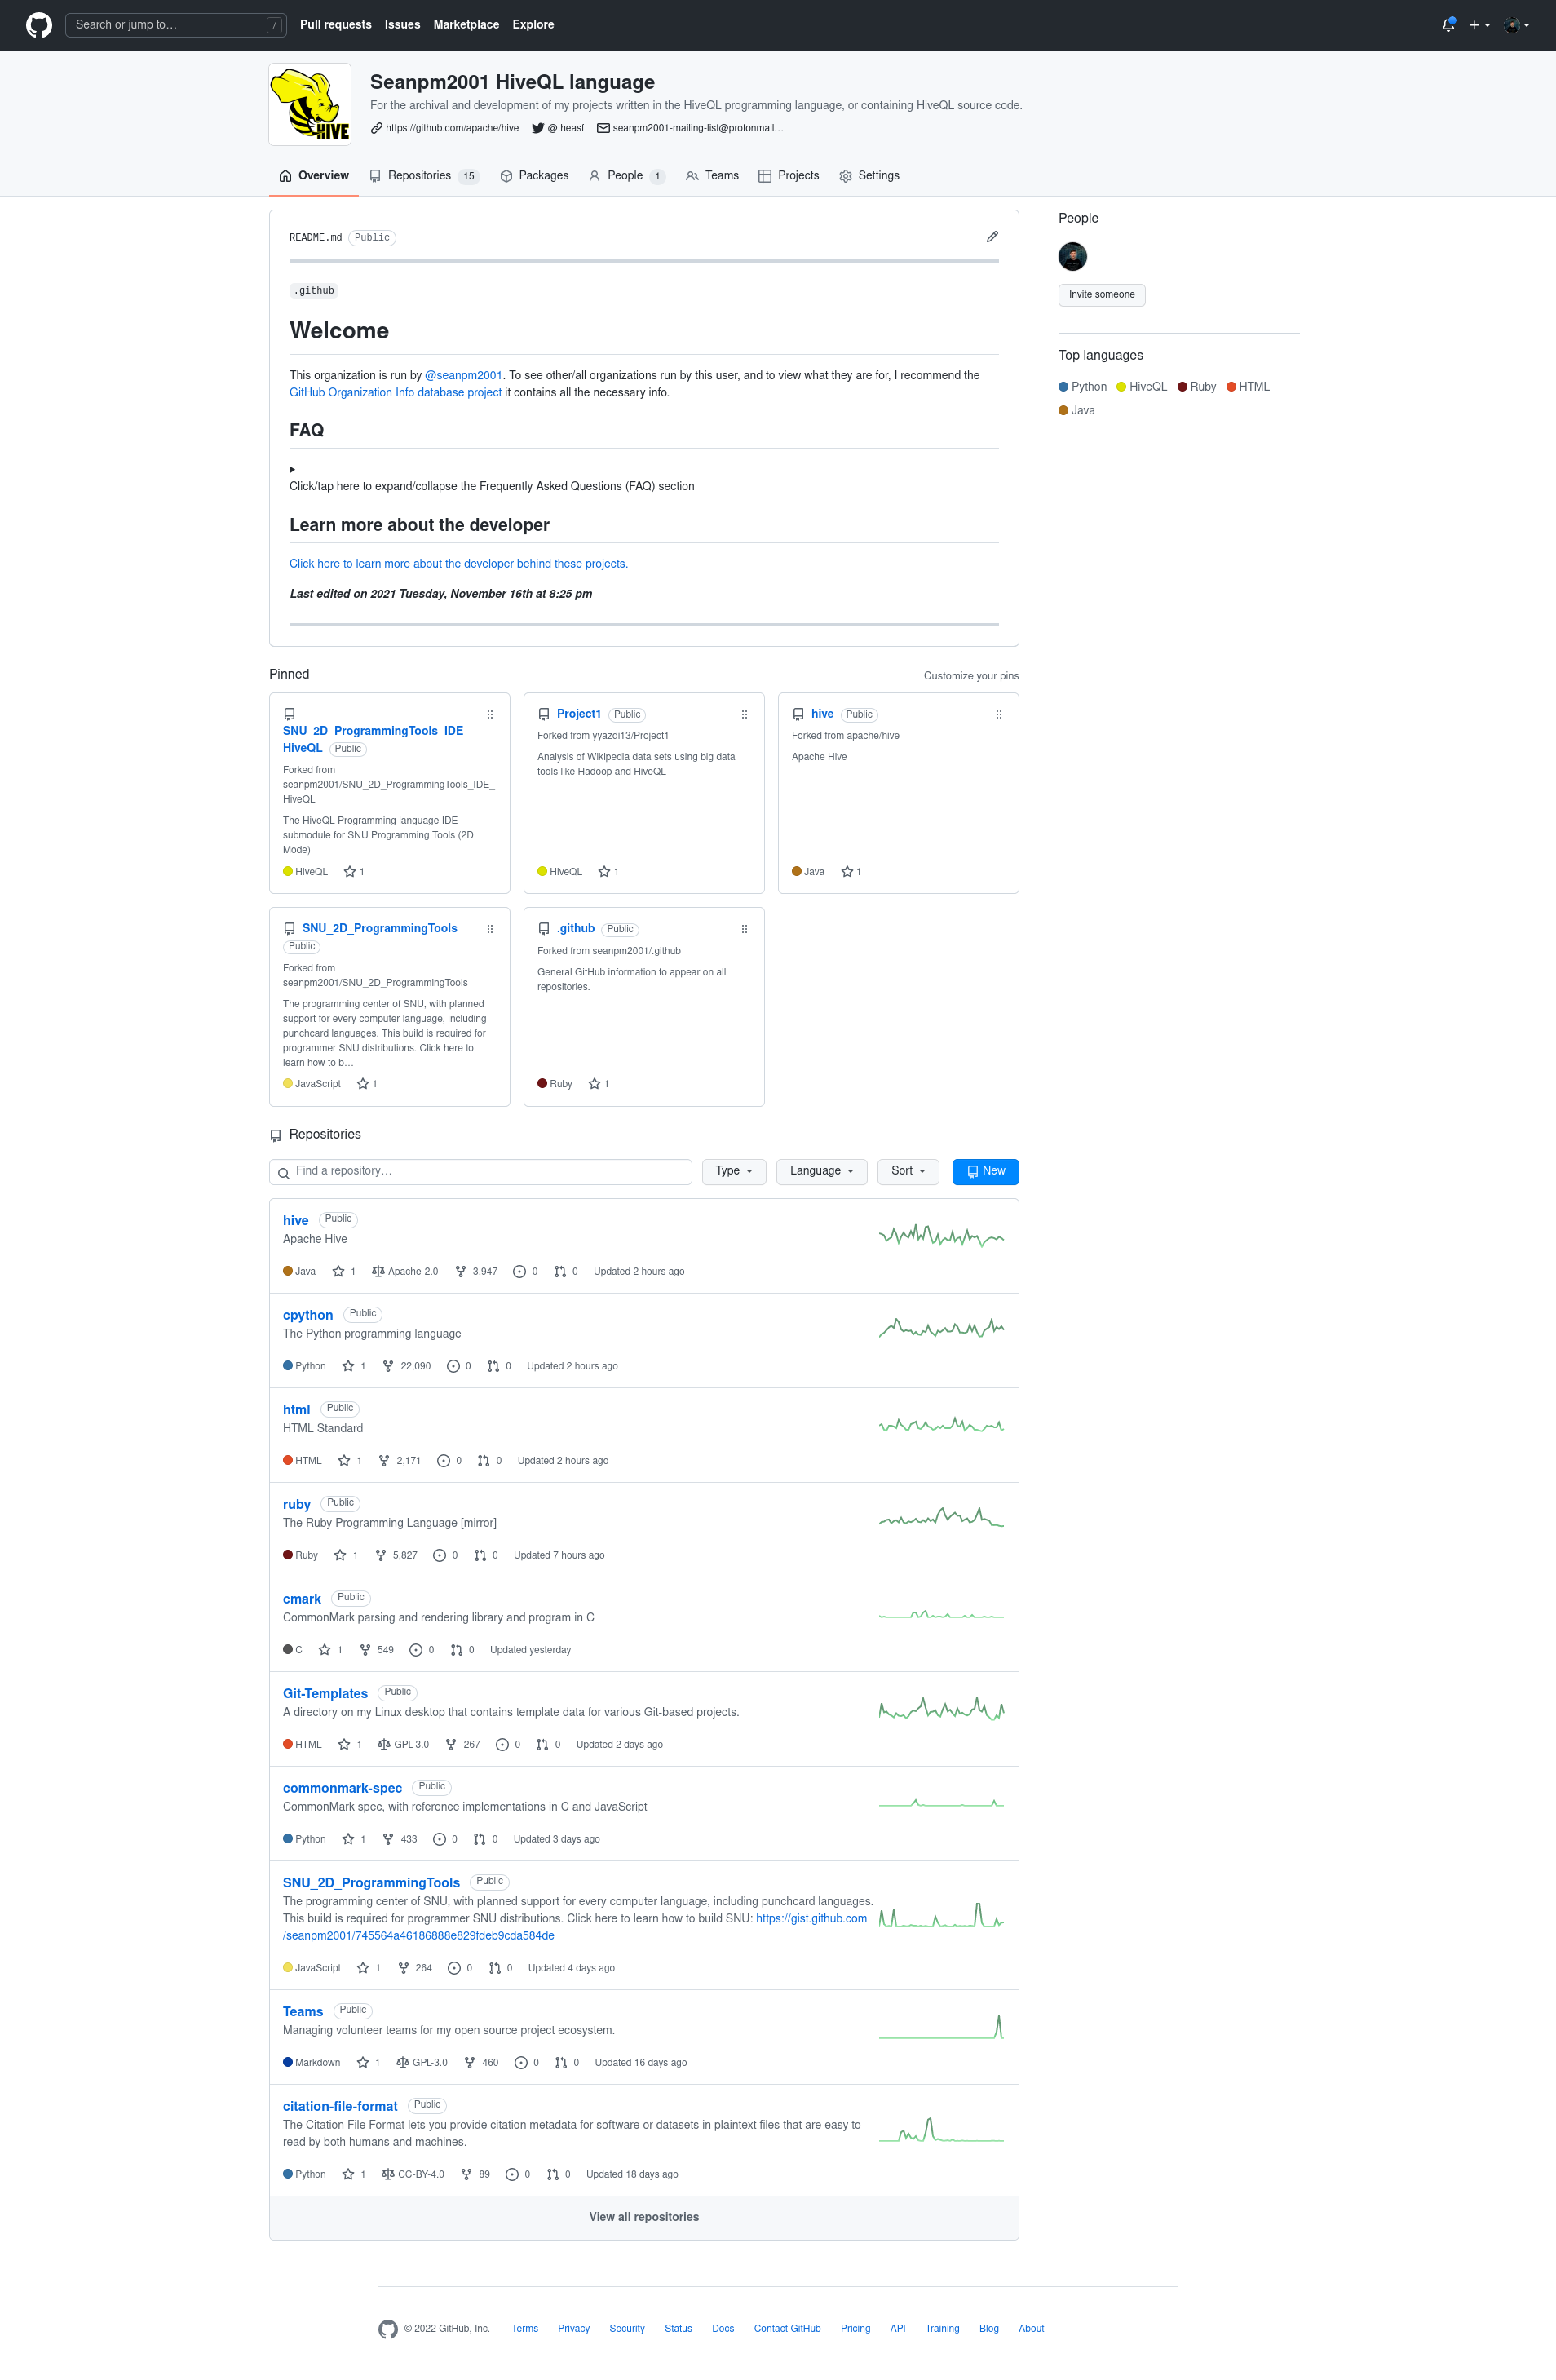 Search or jump to…
/
Pull requests
Issues
Marketplace
Explore
HIVE
Seanpm2001 HiveQL language
For the archival and development of my projects written in the HiveQL programming language, or containing HiveQL source code.
https://github.com/apache/hive
@theasf
seanpm2001-mailing-list@protonmail…
Overview
Repositories 15
Packages
People 1
Teams
Projects
Settings
README.md Public
.github
Welcome
This organization is run by @seanpm2001. To see other/all organizations run by this user, and to view what they are for, I recommend the
GitHub Organization Info database project it contains all the necessary info.
FAQ
Click/tap here to expand/collapse the Frequently Asked Questions (FAQ) section
Learn more about the developer
Click here to learn more about the developer behind these projects.
Last edited on 2021 Tuesday, November 16th at 8:25 pm
People
Invite someone
Top languages
Python HiveQL Ruby HTML
Java
Pinned
Customize your pins
SNU_2D_ProgrammingTools_IDE_
HiveQL Public
Forked from
seanpm2001/SNU_2D_ProgrammingTools_IDE_
HiveQL
The HiveQL Programming language IDE
submodule for SNU Programming Tools (2D
Mode)
HiveQL 1
Project1 Public
Forked from yyazdi13/Project1
Analysis of Wikipedia data sets using big data
tools like Hadoop and HiveQL
HiveQL 1
hive Public
Forked from apache/hive
Apache Hive
Java 1
SNU_2D_ProgrammingTools
Public
Forked from
seanpm2001/SNU_2D_ProgrammingTools
The programming center of SNU, with planned
support for every computer language, including
punchcard languages. This build is required for
programmer SNU distributions. Click here to
learn how to b…
JavaScript 1
.github Public
Forked from seanpm2001/.github
General GitHub information to appear on all
repositories.
Ruby 1
Repositories
Find a repository…
Type
Language
Sort
New
hive Public
Apache Hive
Java 1 Apache-2.0 3,947 0 0 Updated 2 hours ago
cpython Public
The Python programming language
Python 1 22,090 0 0 Updated 2 hours ago
html Public
HTML Standard
HTML 1 2,171 0 0 Updated 2 hours ago
ruby Public
The Ruby Programming Language [mirror]
Ruby 1 5,827 0 0 Updated 7 hours ago
cmark Public
CommonMark parsing and rendering library and program in C
C 1 549 0 0 Updated yesterday
Git-Templates Public
A directory on my Linux desktop that contains template data for various Git-based projects.
HTML 1 GPL-3.0 267 0 0 Updated 2 days ago
commonmark-spec Public
CommonMark spec, with reference implementations in C and JavaScript
Python 1 433 0 0 Updated 3 days ago
SNU_2D_ProgrammingTools Public
The programming center of SNU, with planned support for every computer language, including punchcard languages.
This build is required for programmer SNU distributions. Click here to learn how to build SNU: https://gist.github.com
/seanpm2001/745564a46186888e829fdeb9cda584de
JavaScript 1 264 0 0 Updated 4 days ago
Teams Public
Managing volunteer teams for my open source project ecosystem.
Markdown 1 GPL-3.0 460 0 0 Updated 16 days ago
citation-file-format Public
The Citation File Format lets you provide citation metadata for software or datasets in plaintext files that are easy to
read by both humans and machines.
Python 1 CC-BY-4.0 89 0 0 Updated 18 days ago
View all repositories
© 2022 GitHub, Inc.
Terms
Privacy
Security
Status
Docs
Contact GitHub
Pricing
API
Training
Blog
About